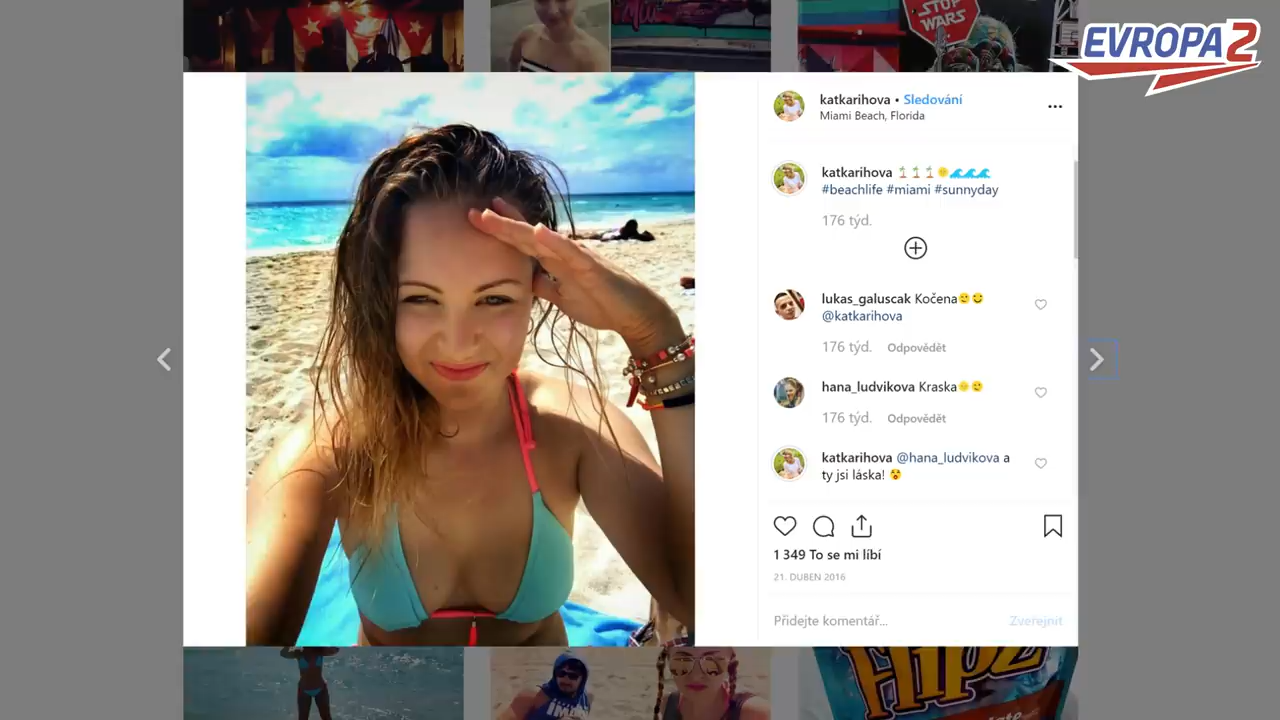 STOP
WARS
EVROPA 2
katkarihova • Sledování
Miami Beach, Florida
katkarihova 🌴🌴🌴🌞🌊🌊🌊
#beachlife #miami #sunnyday
176 týd.
lukas_galuscak Kočena
@katkarihova
176 týd. Odpovědět
hana_ludvikova Kraska
176 týd. Odpovědět
katkarihova @hana_ludvikova a
ty jsi láska!
1 349 To se mi líbí
21. DUBEN 2016
Přidejte komentář...
Zveřejnit
Flipz